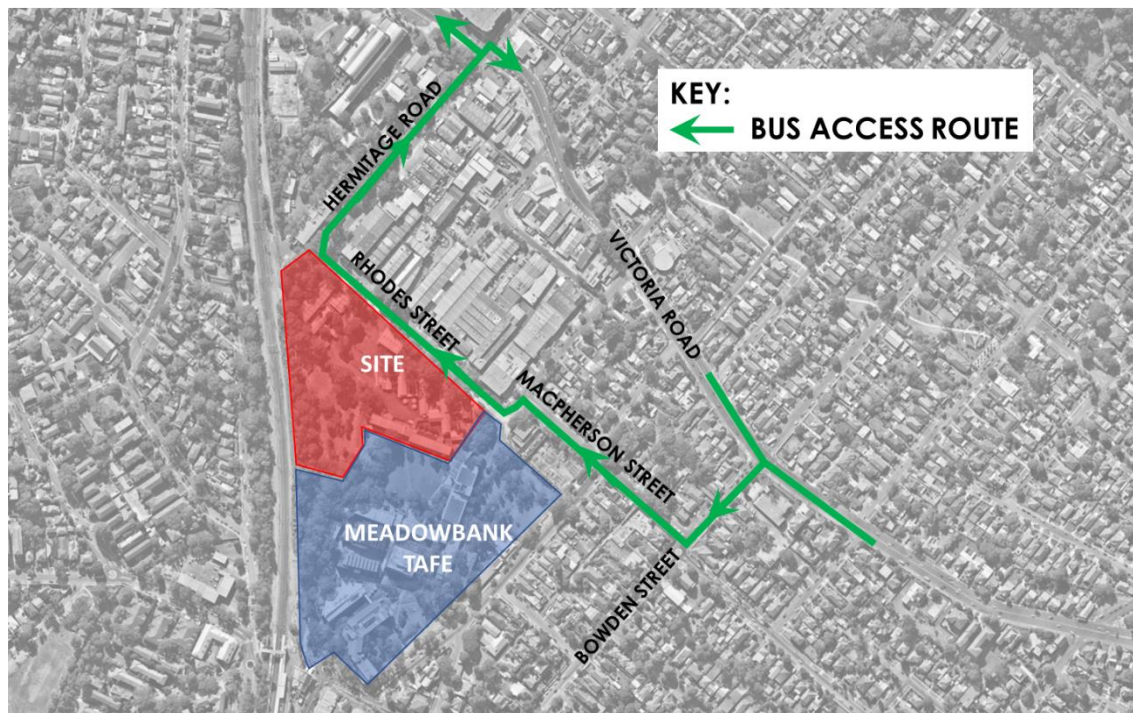 KEY:
BUS ACCESS ROUTE
HERMITAGE ROAD
RHODES STREET
VICTORIA ROAD
SITE
MACPHERSON STREET
MEADOWBANK
TAFE
BOWDEN STREET